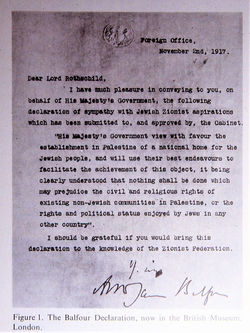 Foreign Office,
November 2nd, 1917.
Dear Lord Rothschild,
I have much pleasure in conveying to you, on
behalf of His Majesty's Government, the following
declaration of sympathy with Jewish Zionist aspirations
which has been submitted to, and approved by, the Cabinet.
"His Majesty's Government view with favour the
establishment in Palestine of a national home for the
Jewish people, and will use their best endeavours to
facilitate the achievement of this object, it being
clearly understood that nothing shall be done which
may prejudice the civil and religious rights of
existing non-Jewish communities in Palestine, or the
rights and political status enjoyed by Jews in any
other country".
I should be grateful if you would bring this
declaration to the knowledge of the Zionist Federation.
Arthur James Balfour
Figure 1. The Balfour Declaration, now in the British Museum,
London.